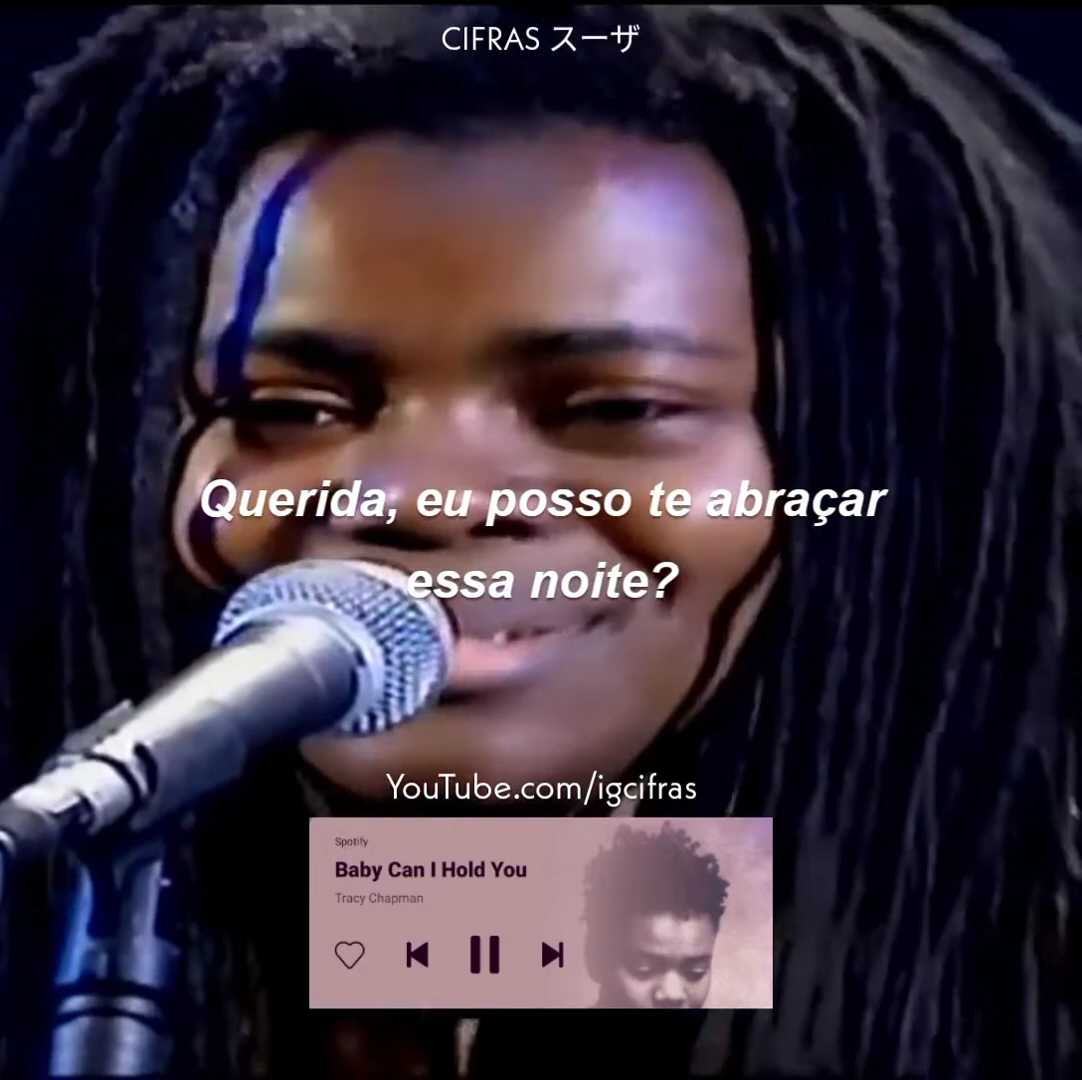 CIFRAS スーザ
Querida, eu posso te abraçar
essa noite?
YouTube.com/igcifras
Spotify
Baby Can I Hold You
Tracy Chapman